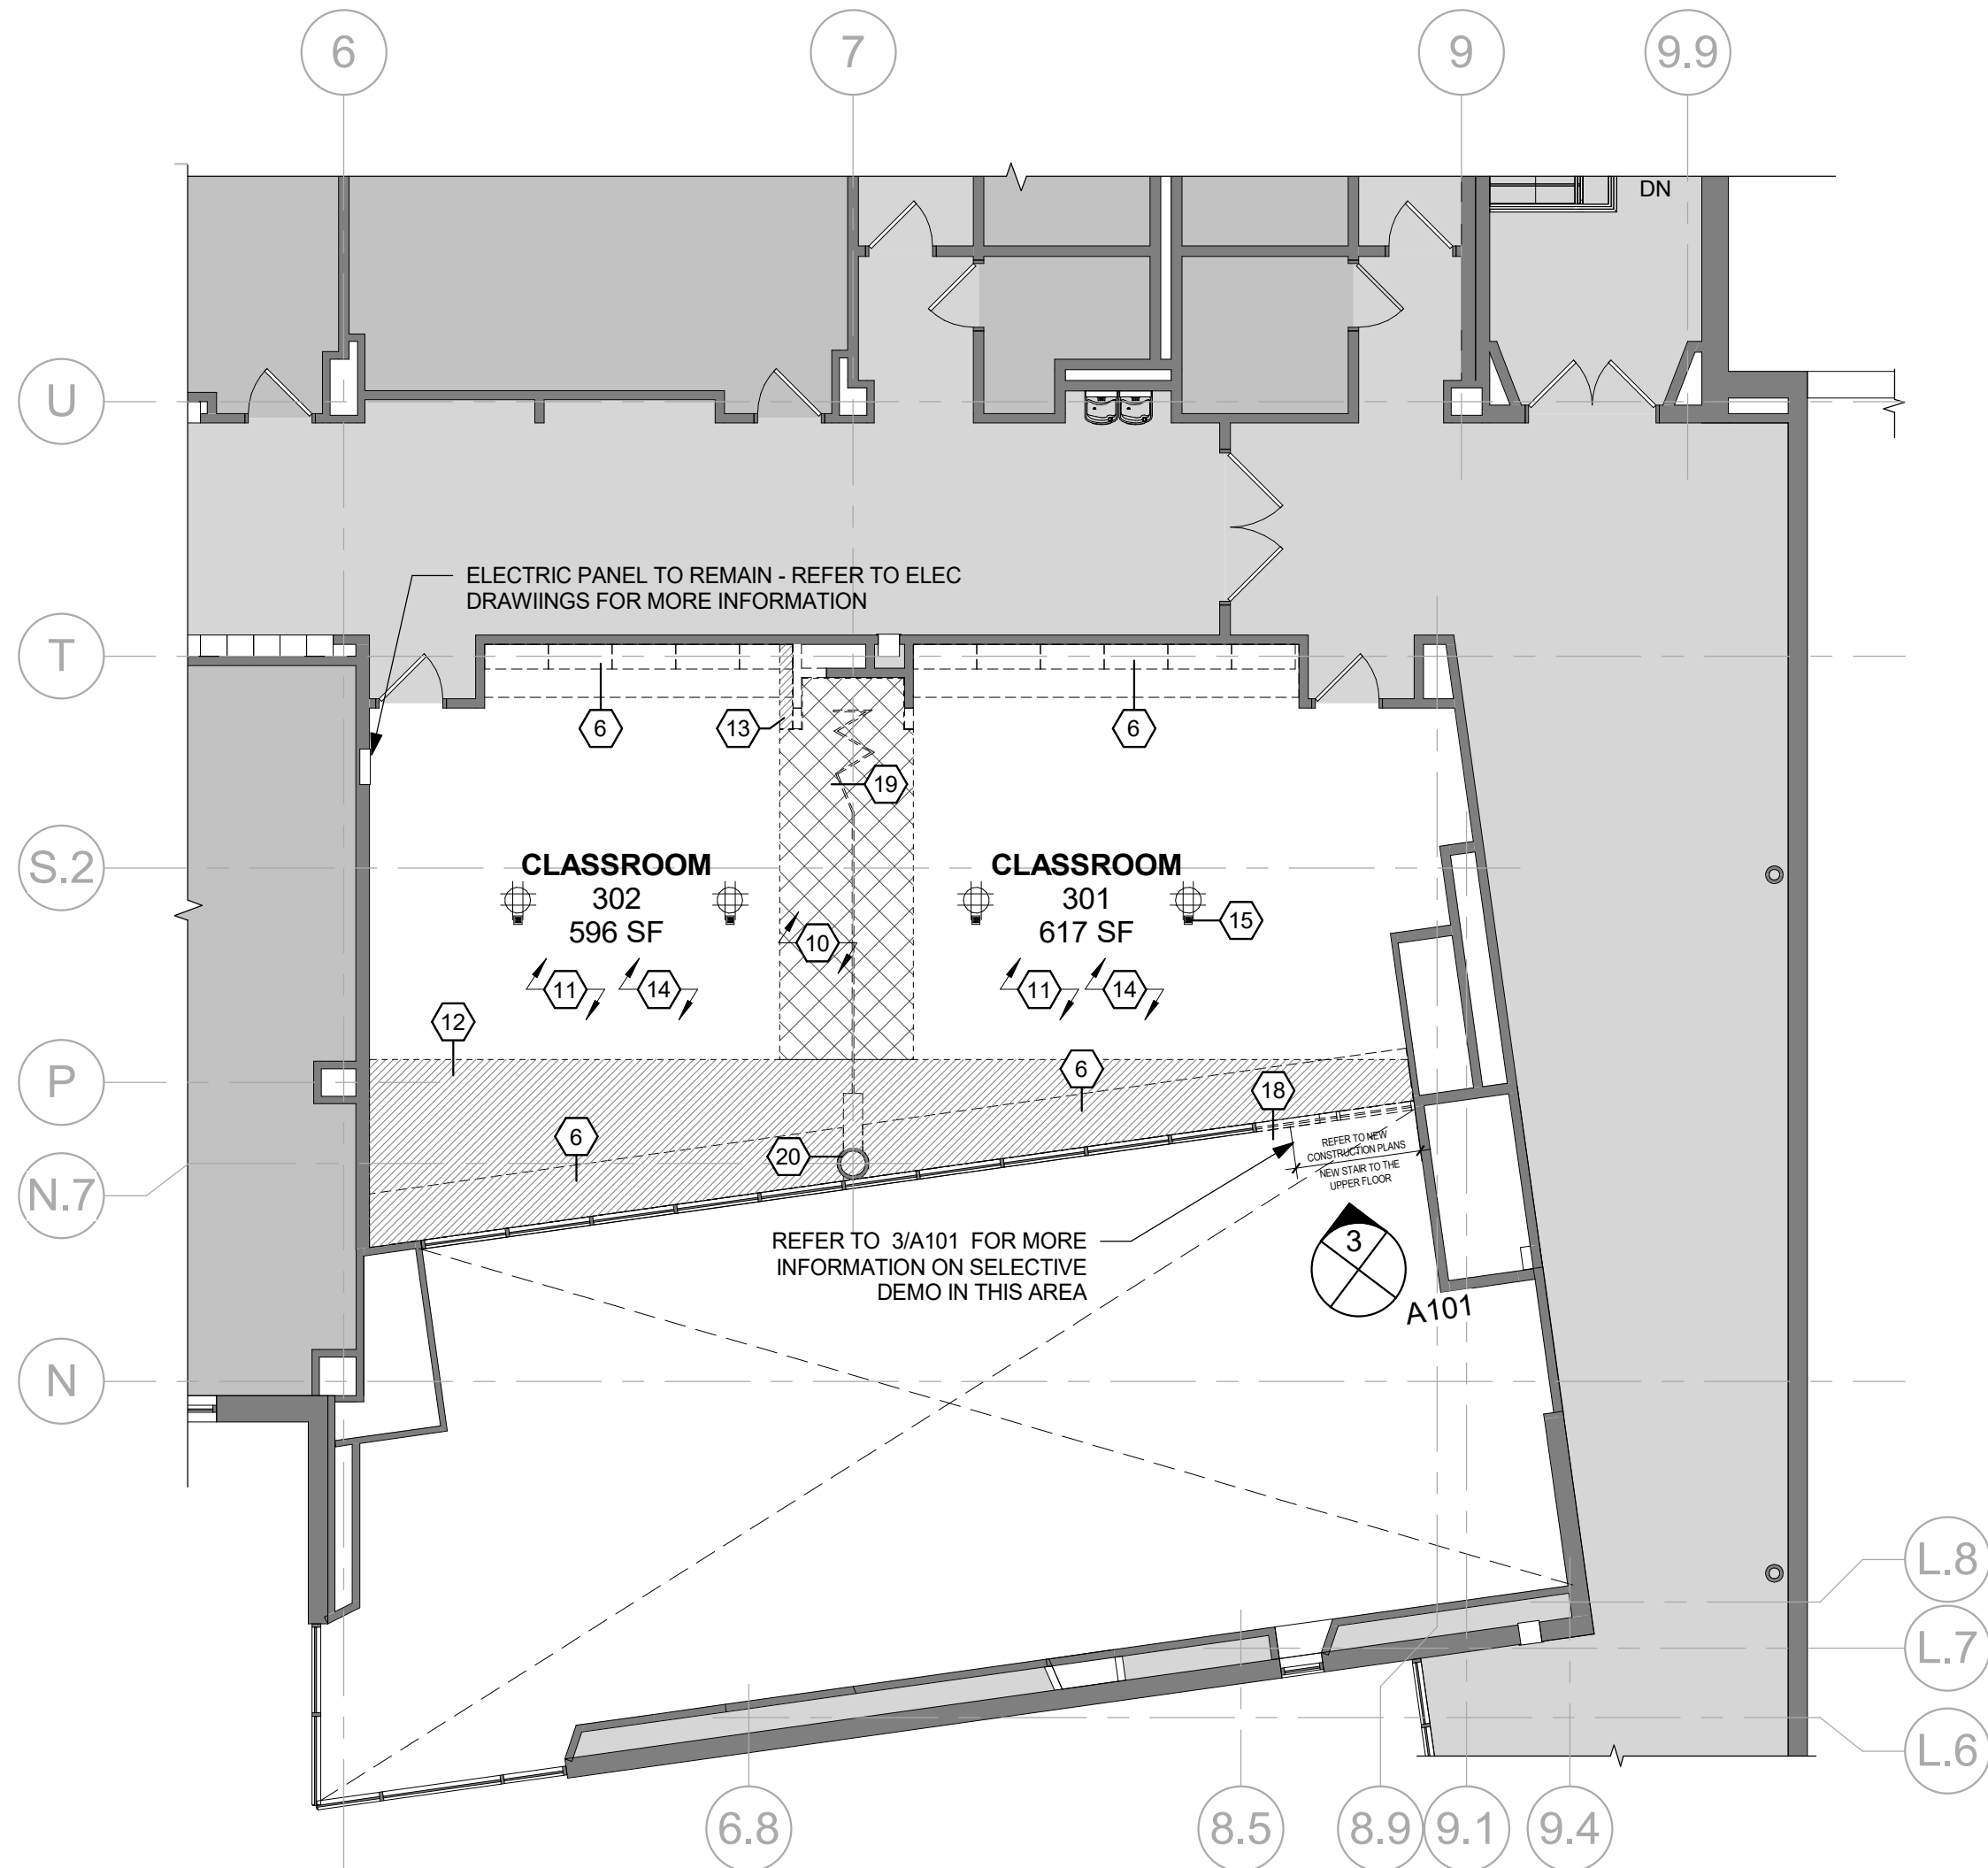 6
7
9
9.9
DN
U
ELECTRIC PANEL TO REMAIN - REFER TO ELEC
DRAWIINGS FOR MORE INFORMATION
T
6
13
6
19
S.2
CLASSROOM
302
596 SF
CLASSROOM
301
617 SF
15
10
11
14
11
14
12
P
6
18
6
20
REFER TO NEW
CONSTRUCTION PLANS
NEW STAIR TO THE
UPPER FLOOR
N.7
REFER TO 3/A101 FOR MORE
INFORMATION ON SELECTIVE
DEMO IN THIS AREA
3
A101
N
L.8
L.7
L.6
6.8
8.5
8.9
9.1
9.4